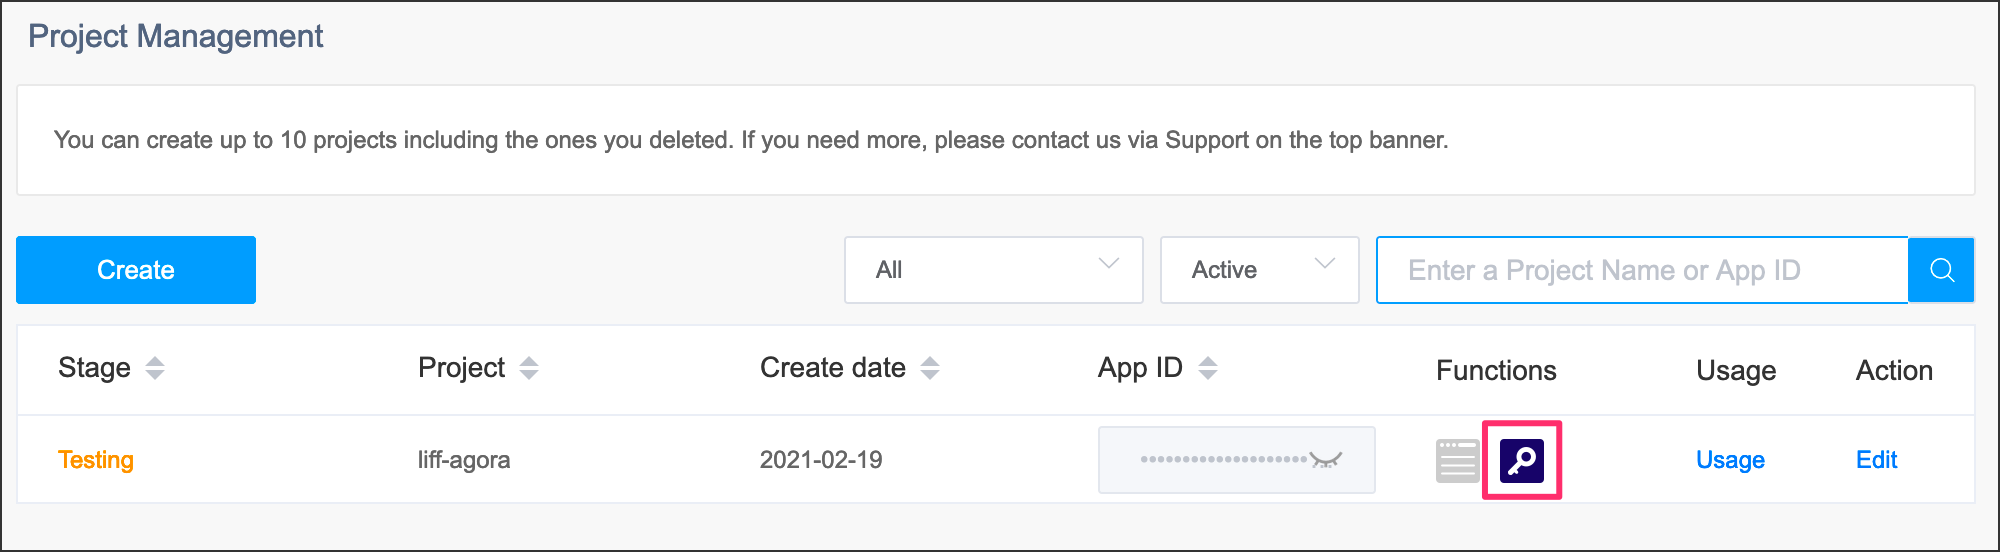 Project Management
You can create up to 10 projects including the ones you deleted. If you need more, please contact us via Support on the top banner.
Create
All
Active
Enter a Project Name or App ID
Stage Project Create date App ID Functions Usage Action
Testing liff-agora 2021-02-19 Usage Edit